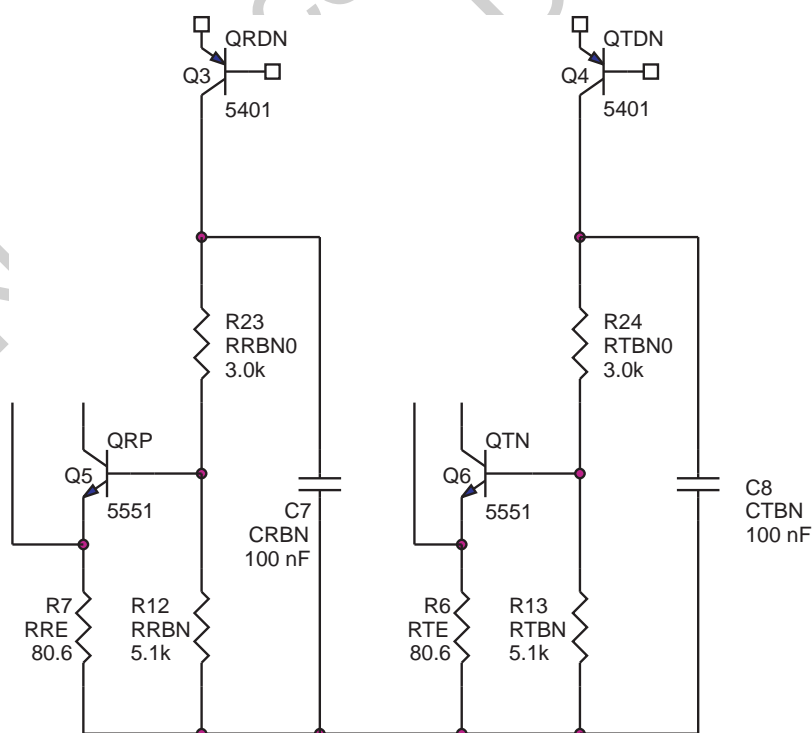 QRDN
Q3
5401
QTDN
Q4
5401
R23
RRBN0
3.0k
R24
RTBN0
3.0k
QRP
Q5
5551
QTN
Q6
5551
C7
CRBN
100 nF
C8
CTBN
100 nF
R7
RRE
80.6
R12
RRBN
5.1k
R6
RTE
80.6
R13
RTBN
5.1k